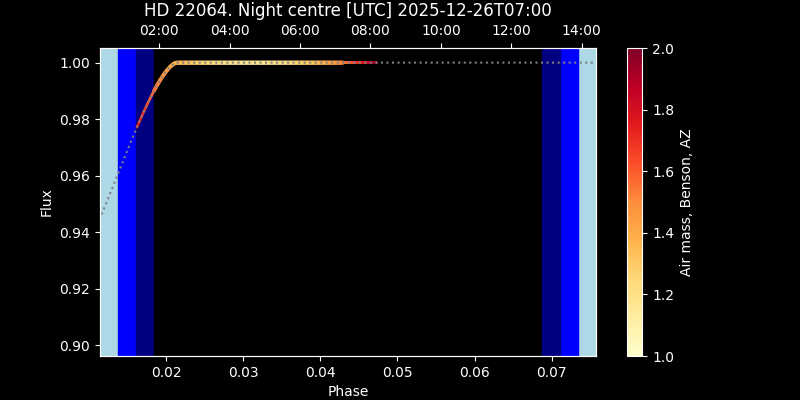 HD 22064. Night centre [UTC] 2025-12-26T07:00
02:00 04:00 06:00 08:00 10:00 12:00 14:00
1.00
0.98
0.96
0.94
0.92
0.90
Flux
0.02 0.03 0.04 0.05 0.06 0.07
Phase
2.0
1.8
1.6
1.4
1.2
1.0
Air mass, Benson, AZ